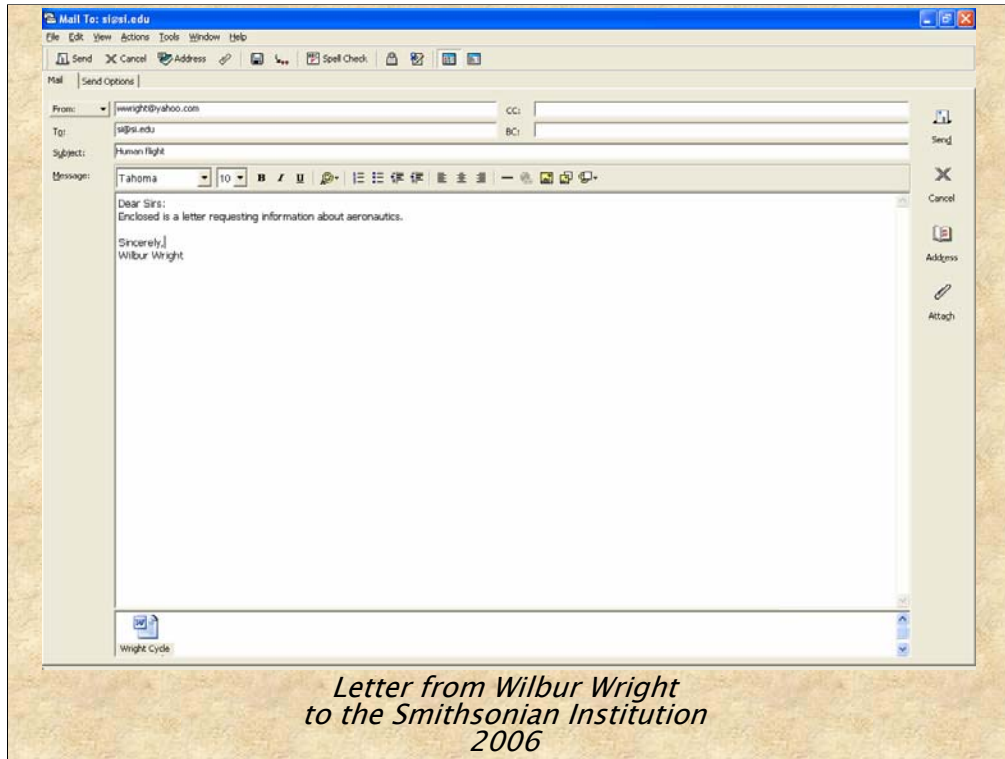 Mail To: si@si.edu
File Edit View Actions Tools Window Help
Send Cancel Address Spell Check
Mail Send Options
From: wwright@yahoo.com CC:
To: si@si.edu BC:
Subject: Human flight
Send
Message: Tahoma 10 B I U
Cancel
Dear Sirs:
Enclosed is a letter requesting information about aeronautics.
Sincerely,
Wilbur Wright
Address
Attach
Wright Cycle
Letter from Wilbur Wright
to the Smithsonian Institution
2006